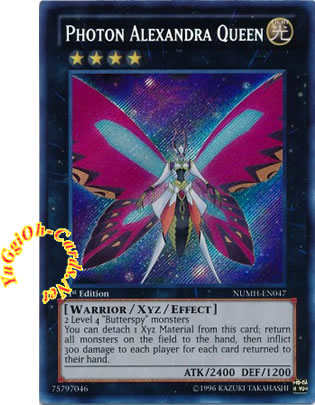 PHOTON ALEXANDRA QUEEN
光
YuGgiOh-Cards.Net
1st Edition
NUMH-EN047
[WARRIOR / XYZ / EFFECT]
2 Level 4 "Butterspy" monsters
You can detach 1 Xyz Material from this card; return
all monsters on the field to the hand, then inflict
300 damage to each player for each card returned to
their hand.
ATK/2400 DEF/1200
75797046
©1996 KAZUKI TAKAHASHI